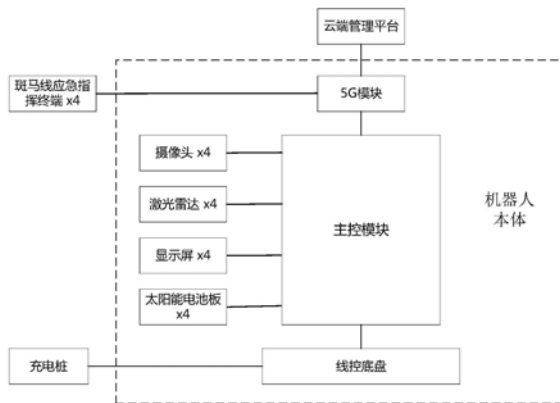 云端管理平台
斑马线应急指
挥终端 x4
5G模块
摄像头 x4
激光雷达 x4
显示屏 x4
太阳能电池板
x4
主控模块
机器人
本体
充电桩
线控底盘